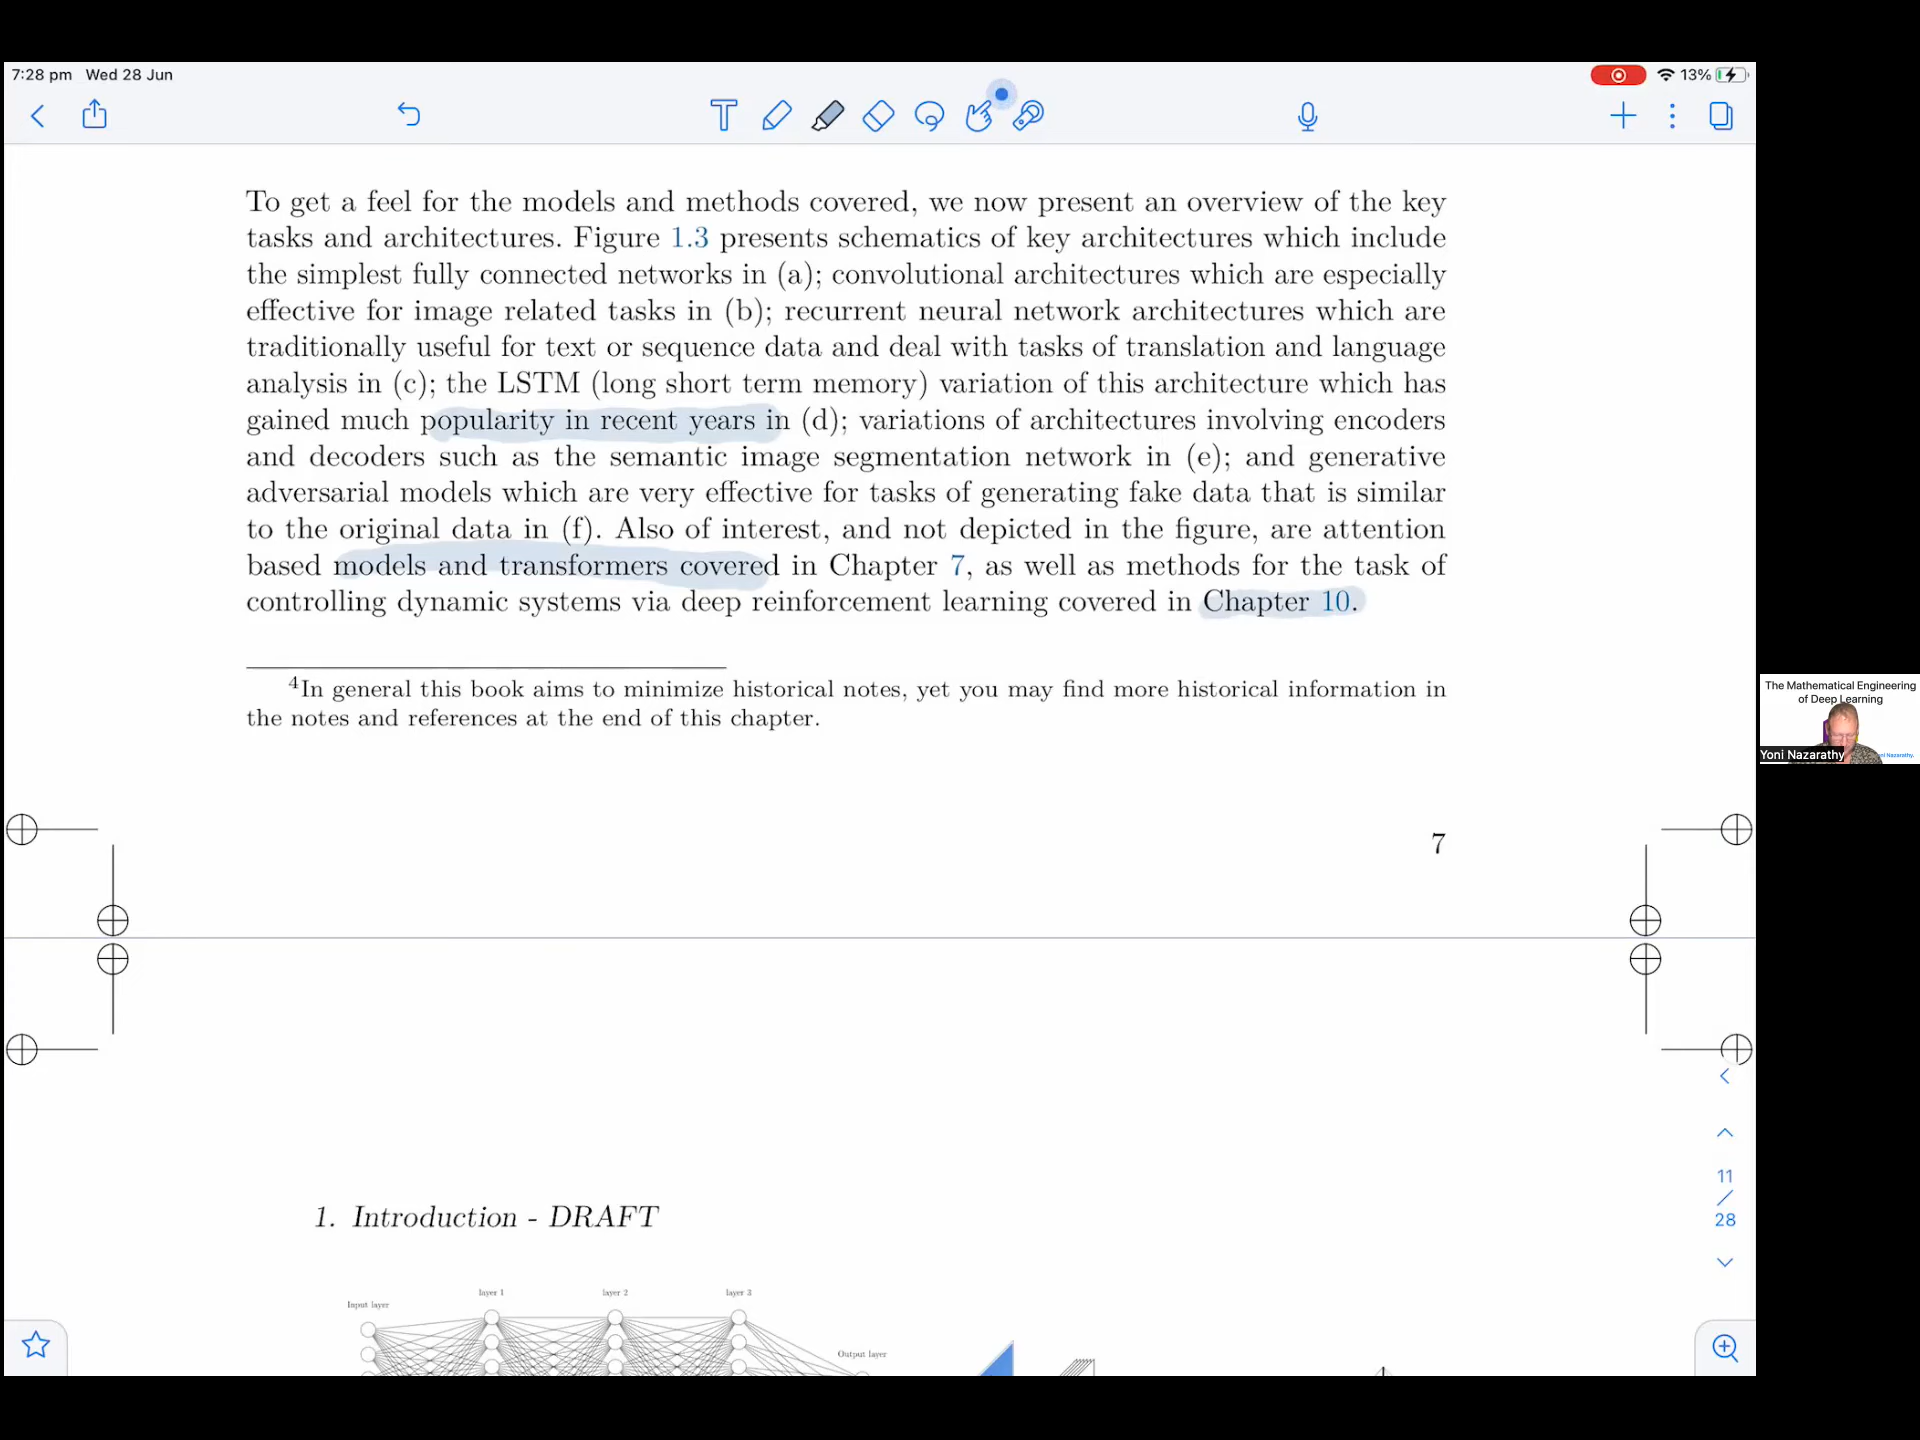 7:28 pm Wed 28 Jun
13%
To get a feel for the models and methods covered, we now present an overview of the key
tasks and architectures. Figure 1.3 presents schematics of key architectures which include
the simplest fully connected networks in (a); convolutional architectures which are especially
effective for image related tasks in (b); recurrent neural network architectures which are
traditionally useful for text or sequence data and deal with tasks of translation and language
analysis in (c); the LSTM (long short term memory) variation of this architecture which has
gained much popularity in recent years in (d); variations of architectures involving encoders
and decoders such as the semantic image segmentation network in (e); and generative
adversarial models which are very effective for tasks of generating fake data that is similar
to the original data in (f). Also of interest, and not depicted in the figure, are attention
based models and transformers covered in Chapter 7, as well as methods for the task of
controlling dynamic systems via deep reinforcement learning covered in Chapter 10.
4In general this book aims to minimize historical notes, yet you may find more historical information in
the notes and references at the end of this chapter.
The Mathematical Engineering
of Deep Learning
Yoni Nazarathy
7
11
/
28
1. Introduction - DRAFT
layer 1 layer 2 layer 3
Input layer
Output layer